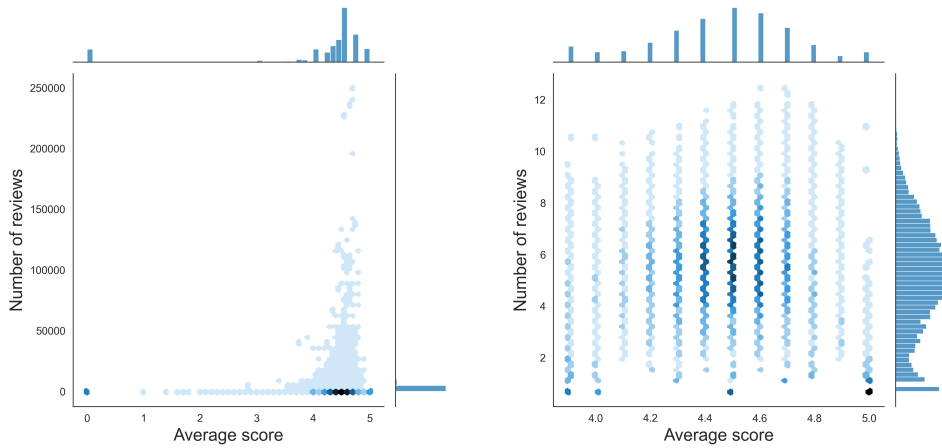 250000
200000
150000
100000
50000
0
Number of reviews
0 1 2 3 4 5
Average score
12
10
8
6
4
2
Number of reviews
4.0 4.2 4.4 4.6 4.8 5.0
Average score